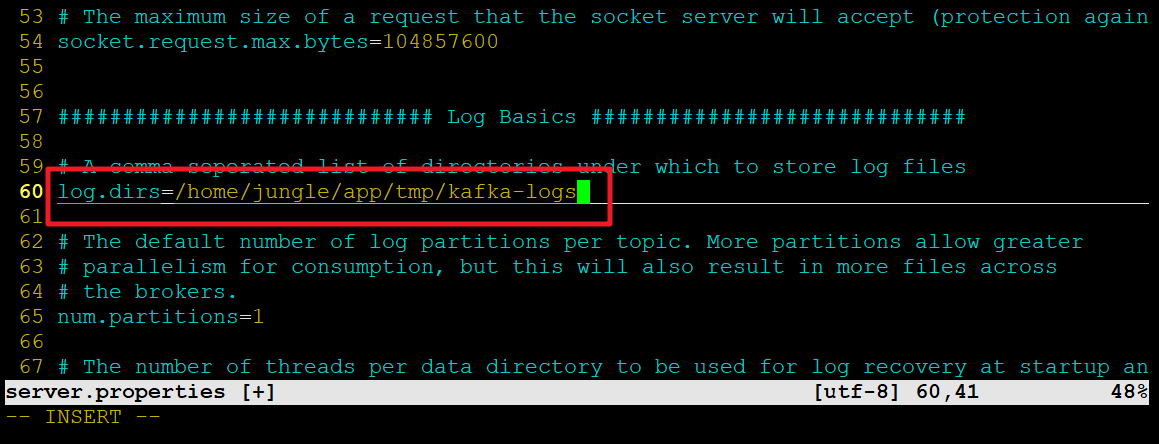 53 # The maximum size of a request that the socket server will accept (protection again
54 socket.request.max.bytes=104857600
55
56
57 ############################# Log Basics #############################
58
59 # A comma seperated list of directories under which to store log files
60 log.dirs=/home/jungle/app/tmp/kafka-logs
61
62 # The default number of log partitions per topic. More partitions allow greater
63 # parallelism for consumption, but this will also result in more files across
64 # the brokers.
65 num.partitions=1
66
67 # The number of threads per data directory to be used for log recovery at startup an
server.properties [+] [utf-8] 60,41 48%
-- INSERT --